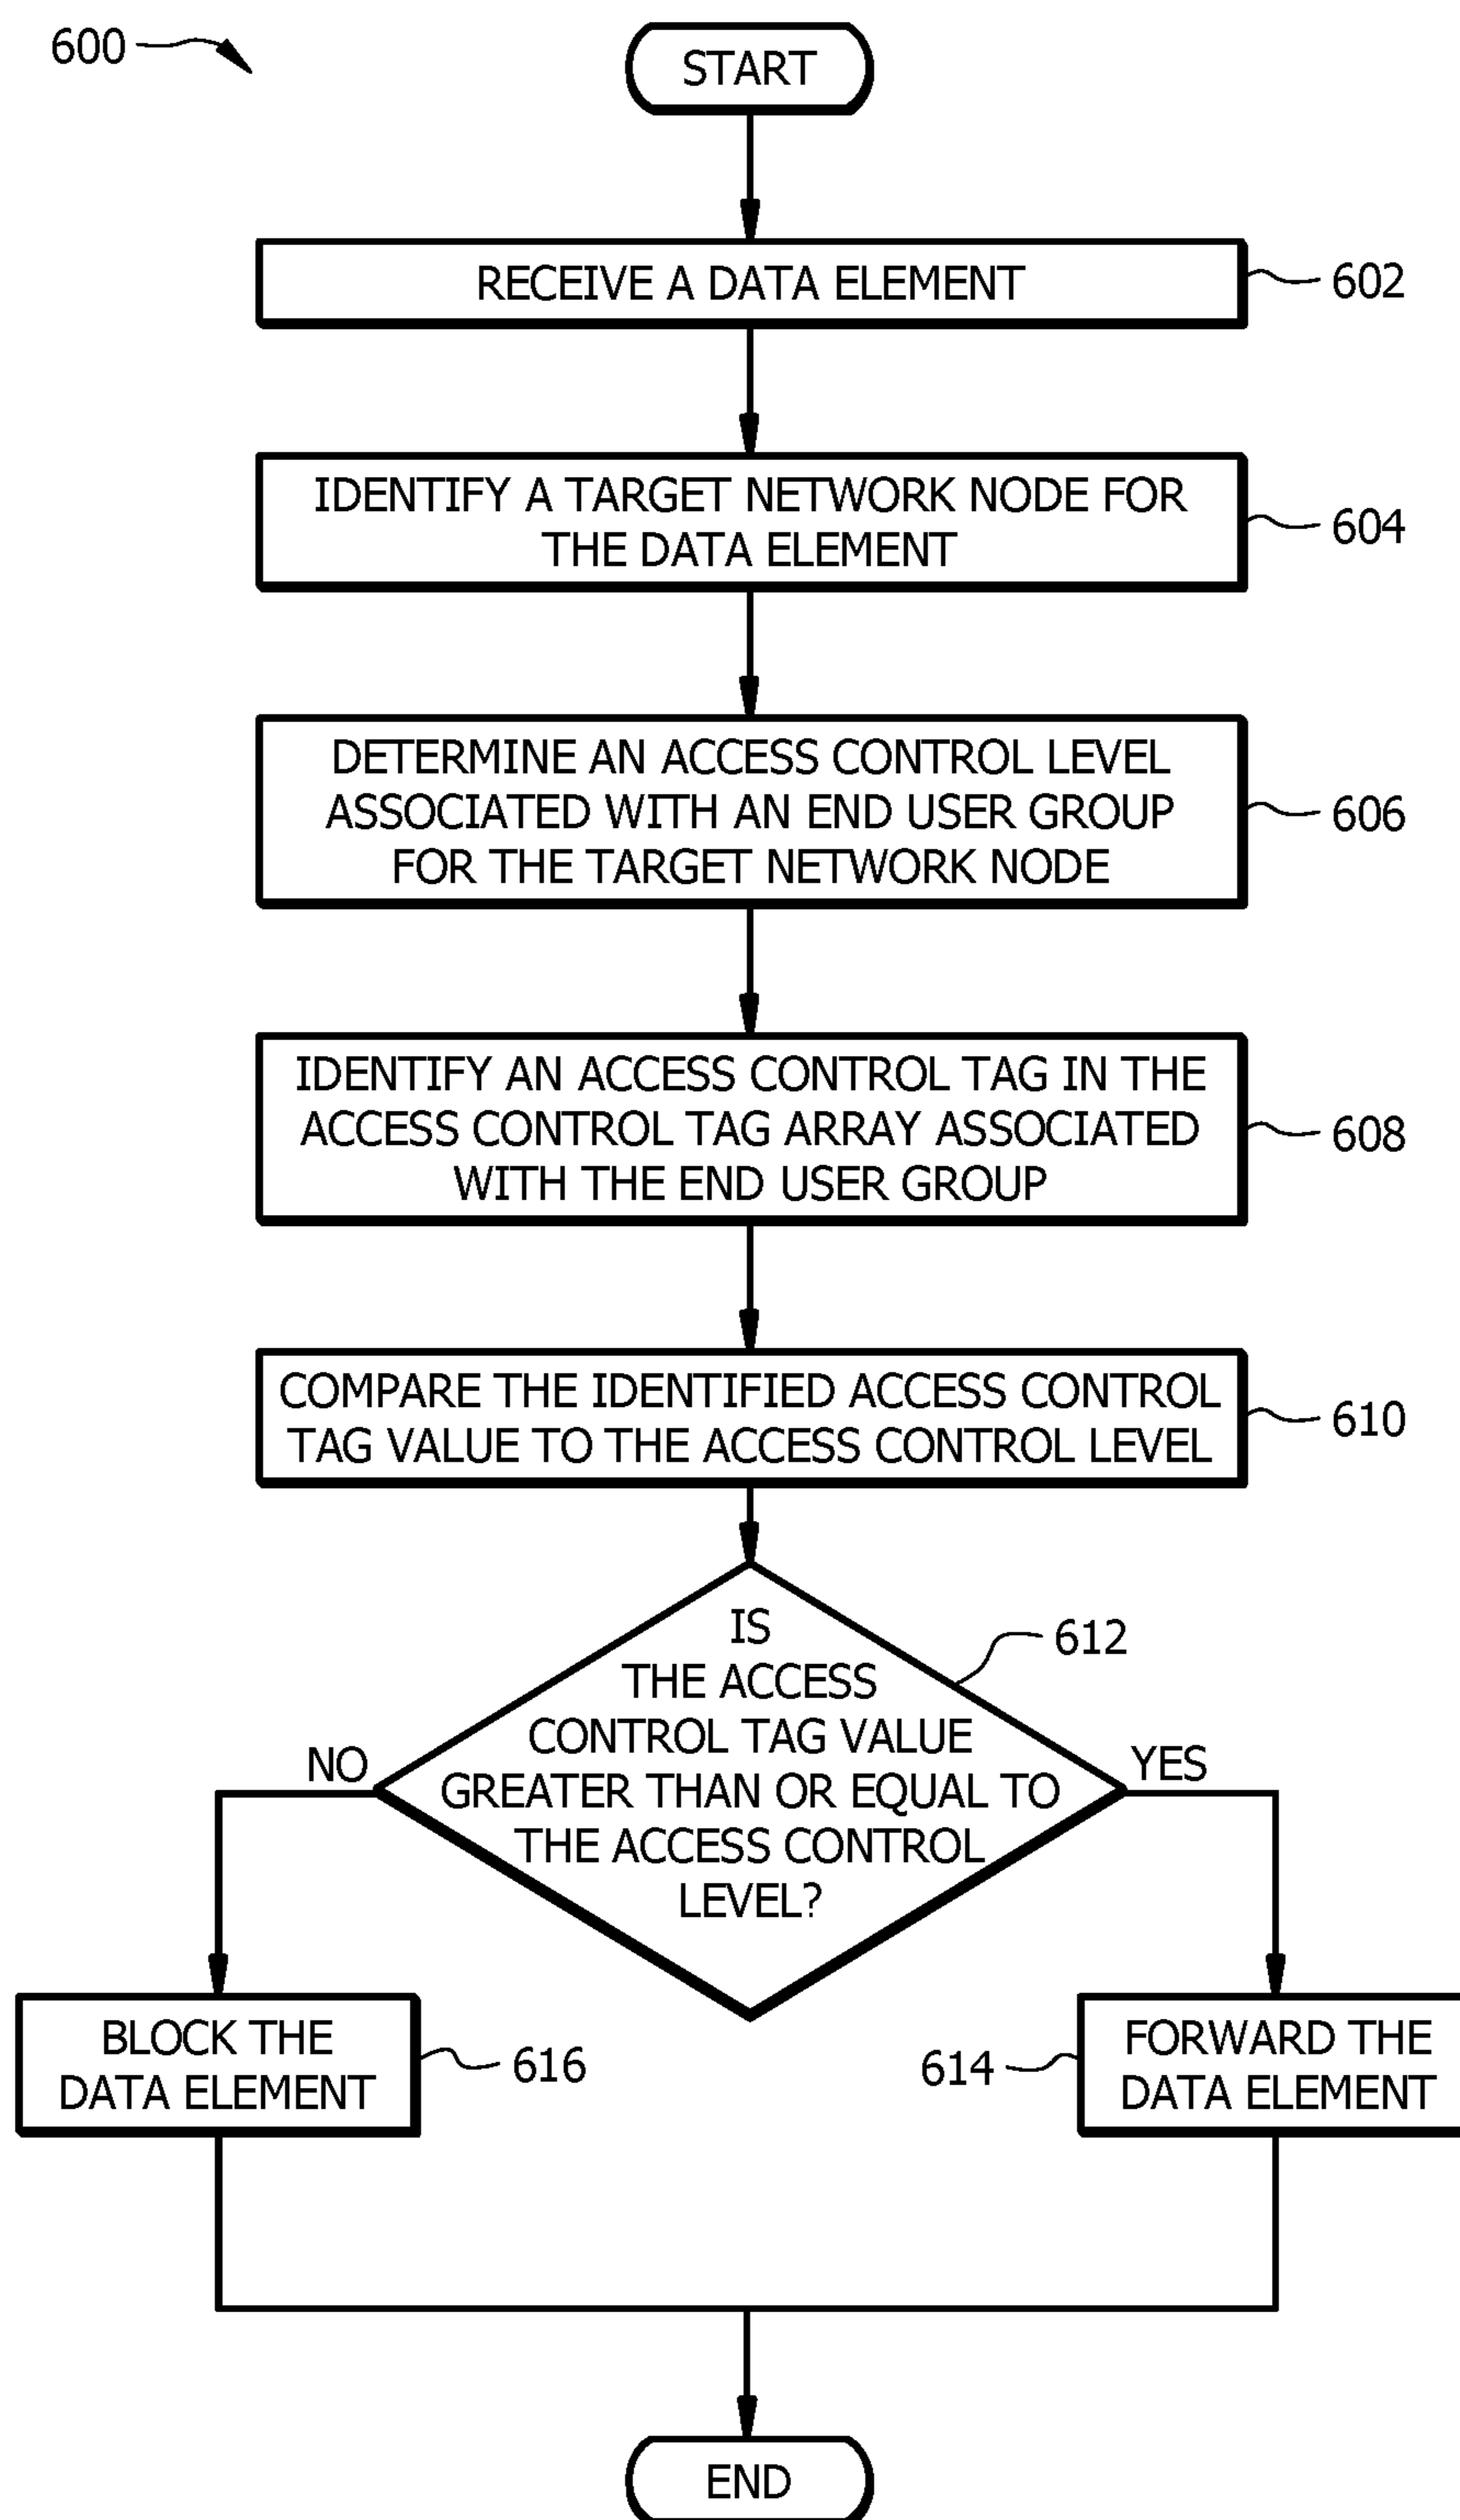 600
START
RECEIVE A DATA ELEMENT
602
IDENTIFY A TARGET NETWORK NODE FOR
THE DATA ELEMENT
604
DETERMINE AN ACCESS CONTROL LEVEL
ASSOCIATED WITH AN END USER GROUP
FOR THE TARGET NETWORK NODE
606
IDENTIFY AN ACCESS CONTROL TAG IN THE
ACCESS CONTROL TAG ARRAY ASSOCIATED
WITH THE END USER GROUP
608
COMPARE THE IDENTIFIED ACCESS CONTROL
TAG VALUE TO THE ACCESS CONTROL LEVEL
610
IS
THE ACCESS
CONTROL TAG VALUE
GREATER THAN OR EQUAL TO
THE ACCESS CONTROL
LEVEL?
612
NO
YES
BLOCK THE
DATA ELEMENT
616
614
FORWARD THE
DATA ELEMENT
END